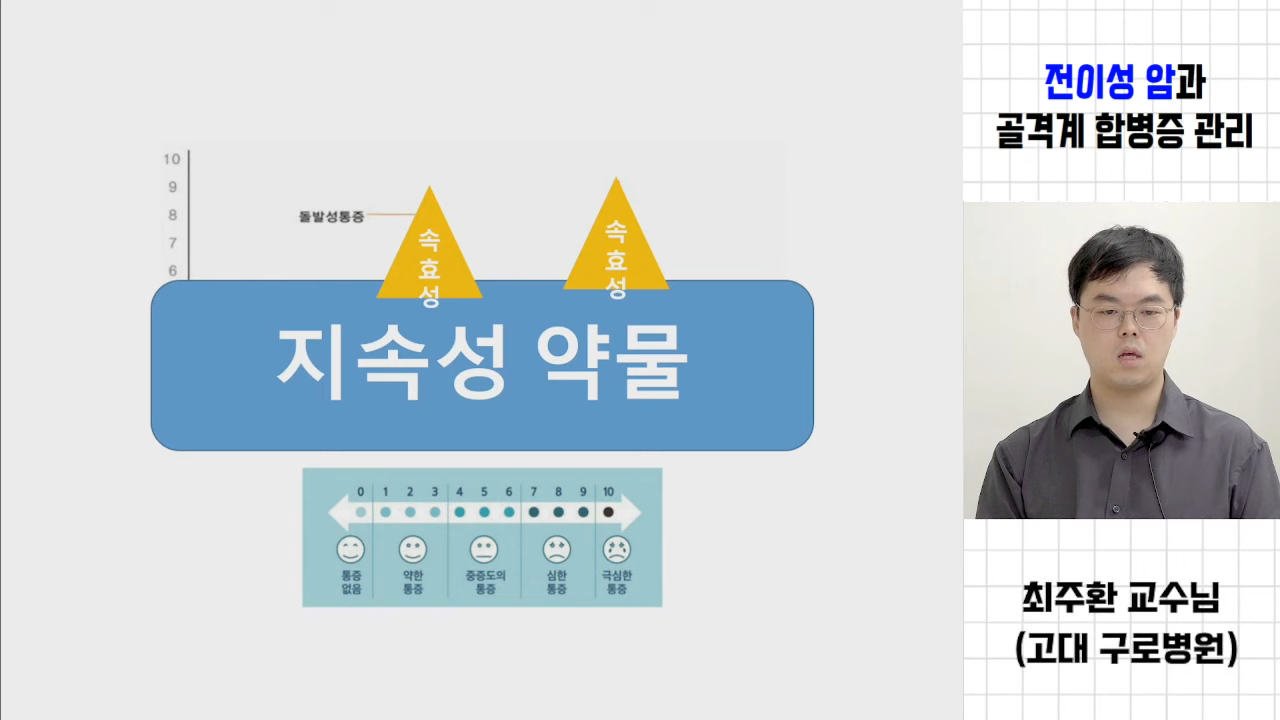 전이성 암과
골격계 합병증 관리
10
9
8
7
6
돌발성통증
속
효
성
속
효
성
지속성 약물
0 1 2 3 4 5 6 7 8 9 10
통증 약한 중증도의 심한 극심한
없음 통증 통증 통증 통증
최주환 교수님
(고대 구로병원)